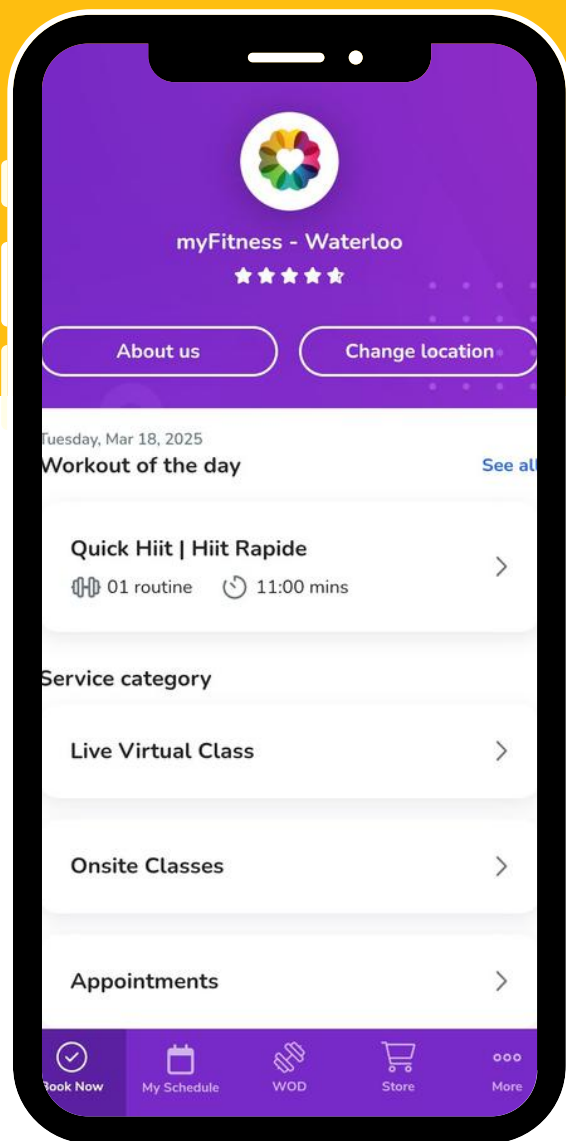 myFitness - Waterloo
About us
Change location
Tuesday, Mar 18, 2025
Workout of the day
See all
Quick Hiit | Hiit Rapide
01 routine 11:00 mins
Service category
Live Virtual Class
Onsite Classes
Appointments
Book Now My Schedule WOD Store More